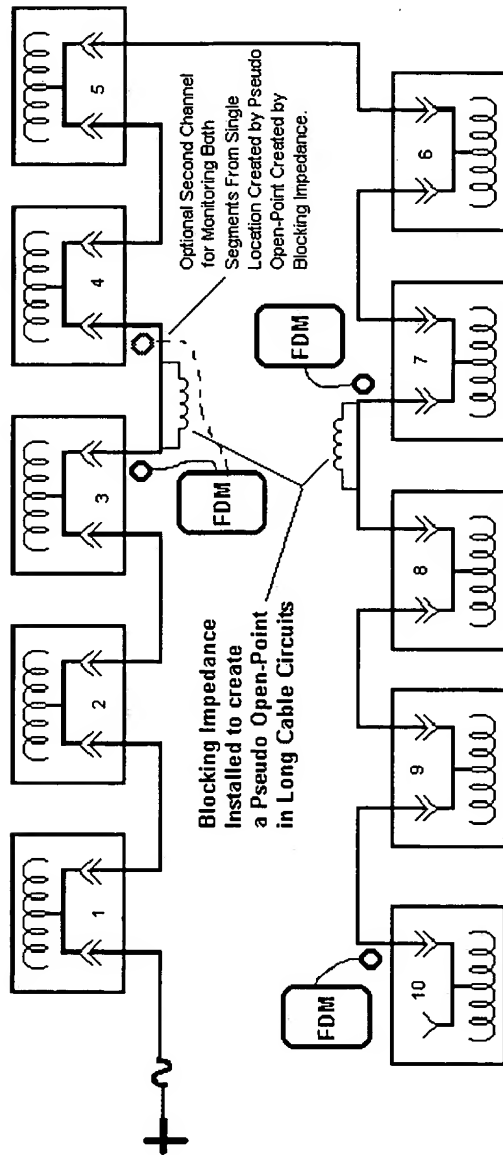 1
2
3
4
5
Optional Second Channel
for Monitoring Both
Segments From Single
Location Created by Pseudo
Open-Point Created by
Blocking Impedance.
FDM
Blocking Impedance
Installed to create
a Pseudo Open-Point
in Long Cable Circuits
FDM
FDM
10
9
8
7
6